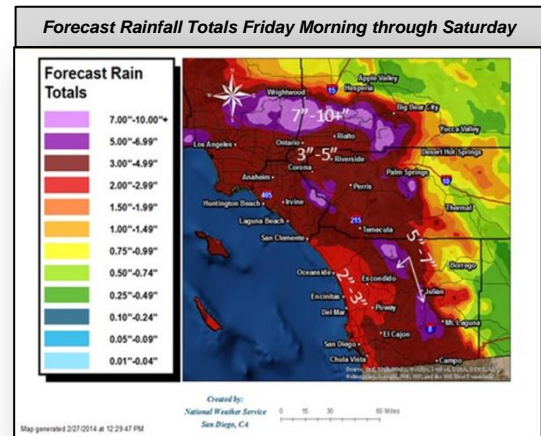 Forecast Rainfall Totals Friday Morning through Saturday
Forecast Rain
Totals
7.00"-10.00"+
5.00"-6.99"
3.00"-4.99"
2.00"-2.99"
1.50"-1.99"
1.00"-1.49"
0.75"-0.99"
0.50"-0.74"
0.25"-0.49"
0.10"-0.24"
0.05"-0.09"
0.01"-0.04"
15
Apple Valley
Hesperia
Wrightwood
Big Bear City
7"-10+"
Yucca Valley
Los Angeles
Ontario
Rialto
3"-5"
Riverside
Desert Hot Springs
Corona
Palm Springs
10
Anaheim
Perris
405
Irvine
Huntington Beach
Thermal
215
Laguna Beach
Temecula
San Clemente
5"-7"
Borrego
Oceanside
2"-3"
Escondido
Julian
Encinitas
Del Mar
Poway
Mt. Laguna
8
El Cajon
San Diego
Chula Vista
Campo
Created by:
National Weather Service
San Diego, CA
0 15 30 60 Miles
Map generated 2/27/2014 at 12:29:47 PM